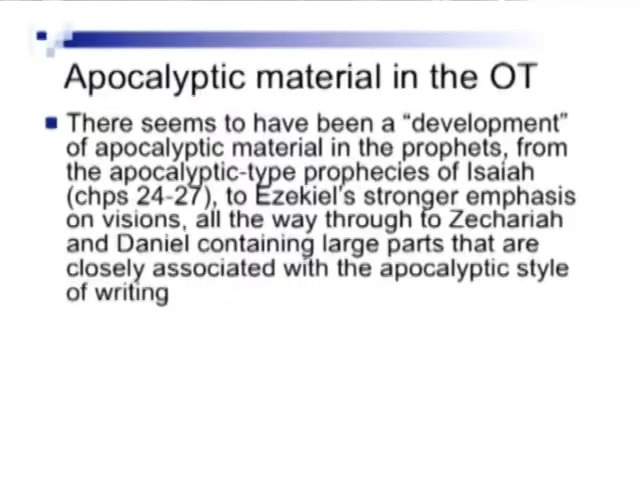 Apocalyptic material in the OT
There seems to have been a “development”
of apocalyptic material in the prophets, from
the apocalyptic-type prophecies of Isaiah
(chps 24-27), to Ezekiel’s stronger emphasis
on visions, all the way through to Zechariah
and Daniel containing large parts that are
closely associated with the apocalyptic style
of writing